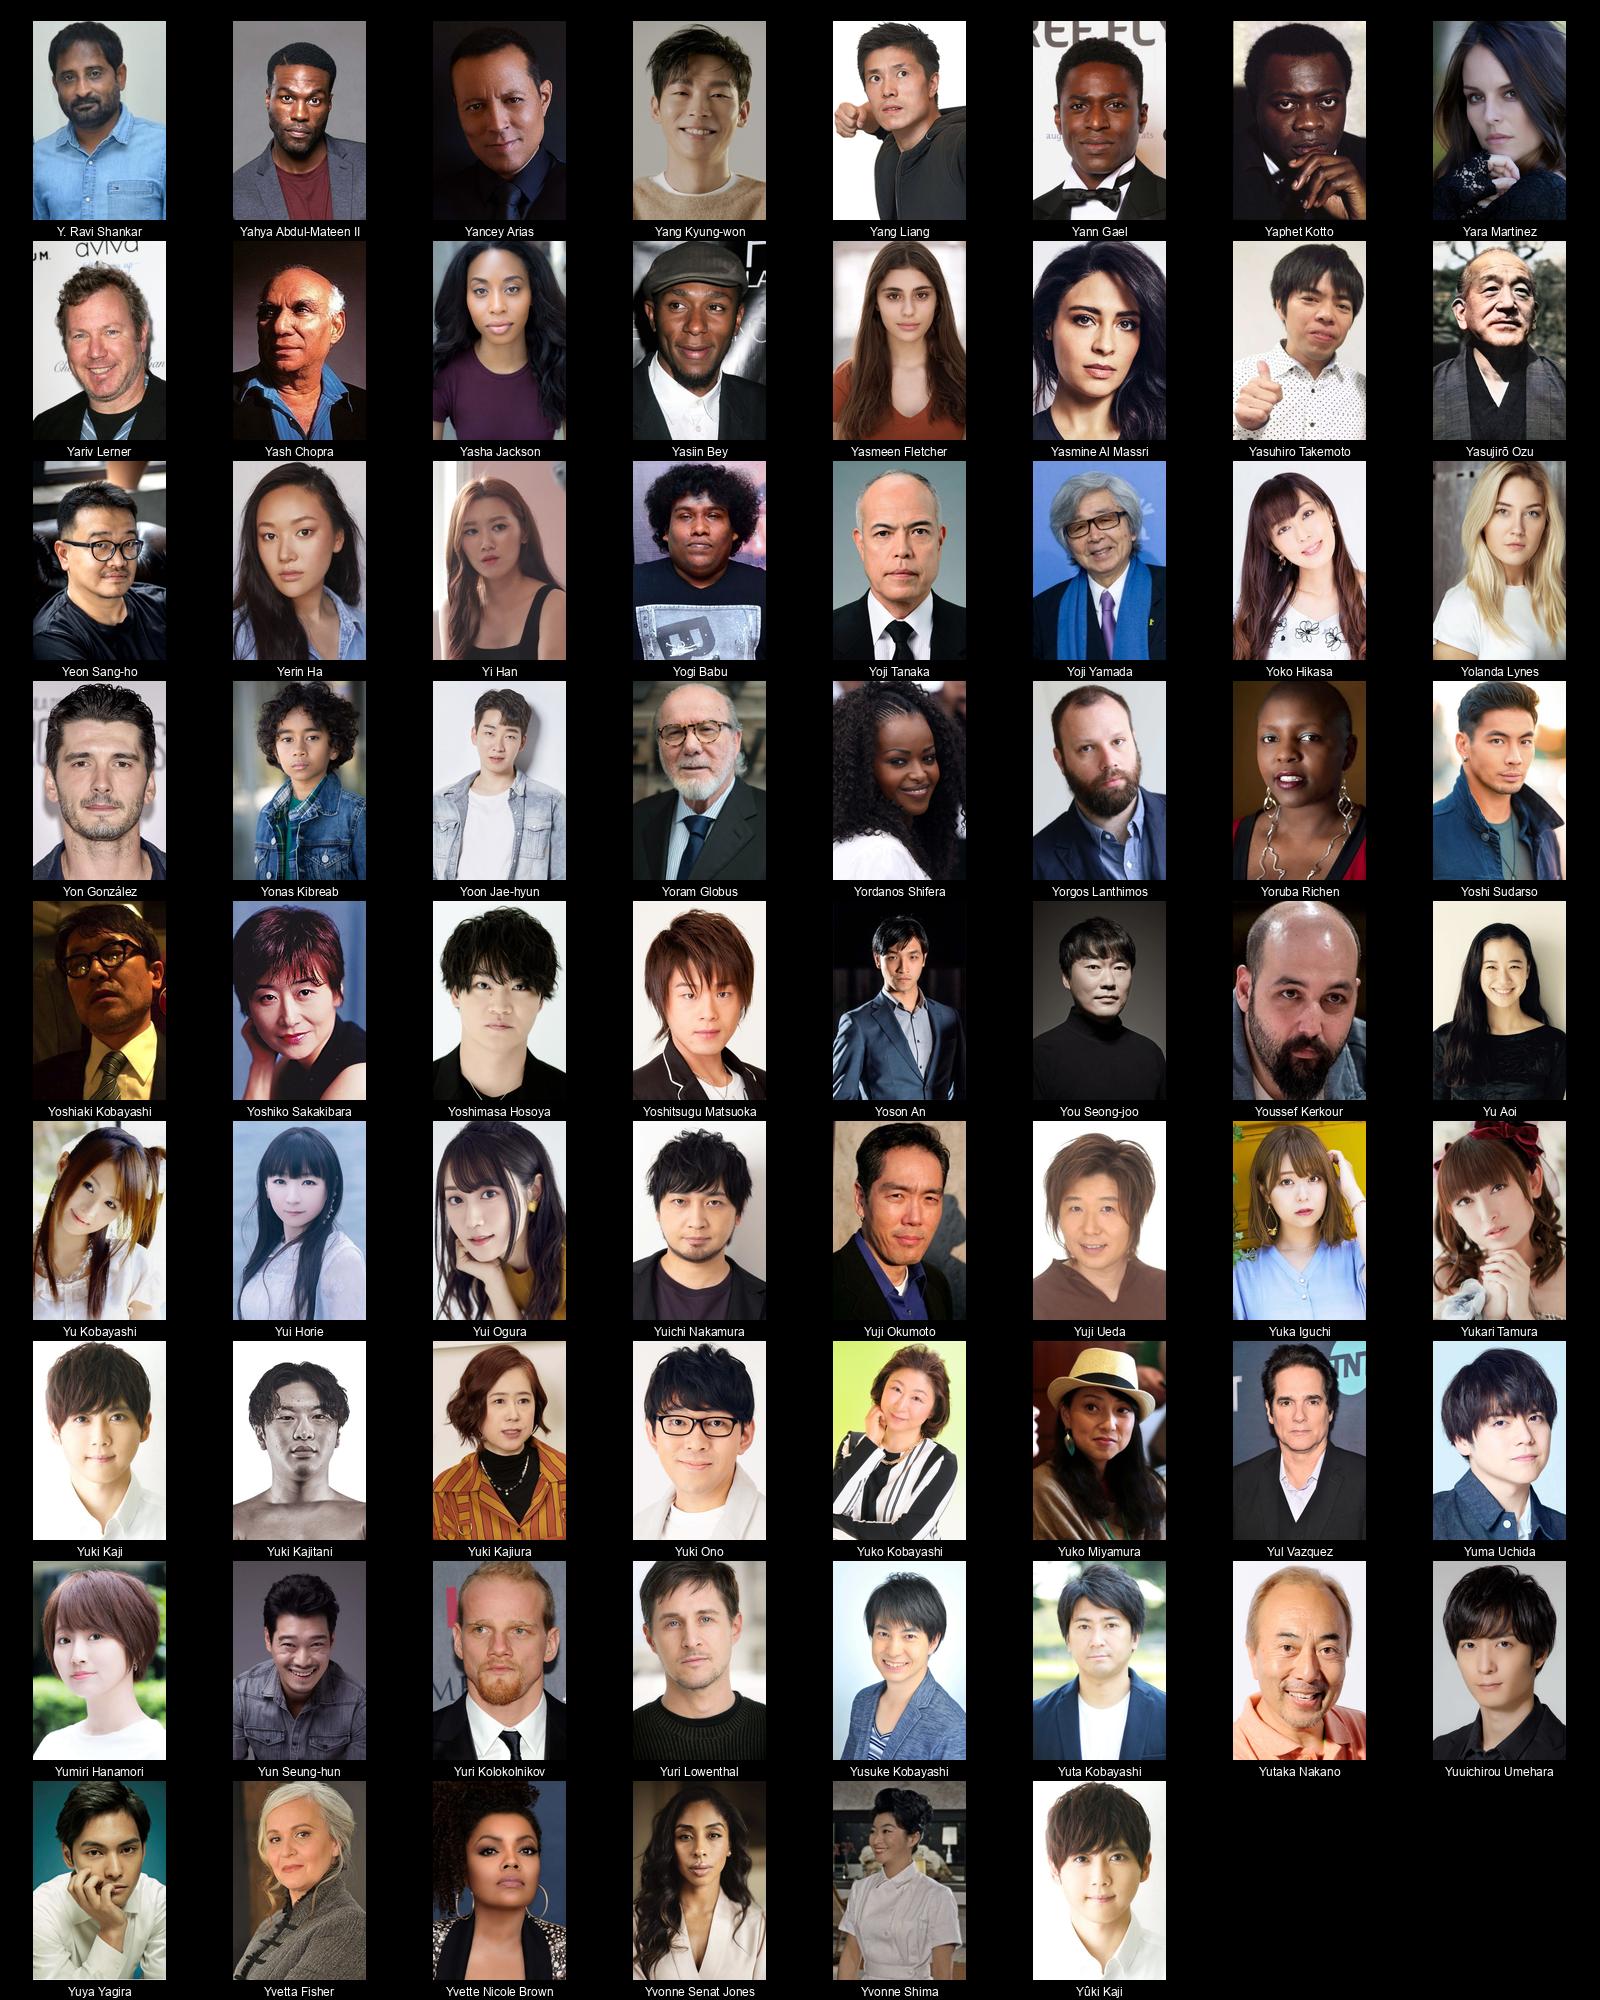 REE FLY
Y. Ravi Shankar
Yahya Abdul-Mateen II
Yancey Arias
Yang Kyung-won
Yang Liang
Yann Gael
Yaphet Kotto
Yara Martinez
aviva
Yariv Lerner
Yash Chopra
Yasha Jackson
Yasiin Bey
Yasmeen Fletcher
Yasmine Al Massri
Yasuhiro Takemoto
Yasujirō Ozu
Yeon Sang-ho
Yerin Ha
Yi Han
Yogi Babu
Yoji Tanaka
Yoji Yamada
Yoko Hikasa
Yolanda Lynes
Yon González
Yonas Kibreab
Yoon Jae-hyun
Yoram Globus
Yordanos Shifera
Yorgos Lanthimos
Yoruba Richen
Yoshi Sudarso
Yoshiaki Kobayashi
Yoshiko Sakakibara
Yoshimasa Hosoya
Yoshitsugu Matsuoka
Yoson An
You Seong-joo
Youssef Kerkour
Yu Aoi
Yu Kobayashi
Yui Horie
Yui Ogura
Yuichi Nakamura
Yuji Okumoto
Yuji Ueda
Yuka Iguchi
Yukari Tamura
TNT
Yuki Kaji
Yuki Kajitani
Yuki Kajiura
Yuki Ono
Yuko Kobayashi
Yuko Miyamura
Yul Vazquez
Yuma Uchida
Yumiri Hanamori
Yun Seung-hun
Yuri Kolokolnikov
Yuri Lowenthal
Yusuke Kobayashi
Yuta Kobayashi
Yutaka Nakano
Yuuichirou Umehara
Yuya Yagira
Yvetta Fisher
Yvette Nicole Brown
Yvonne Senat Jones
Yvonne Shima
Yûki Kaji